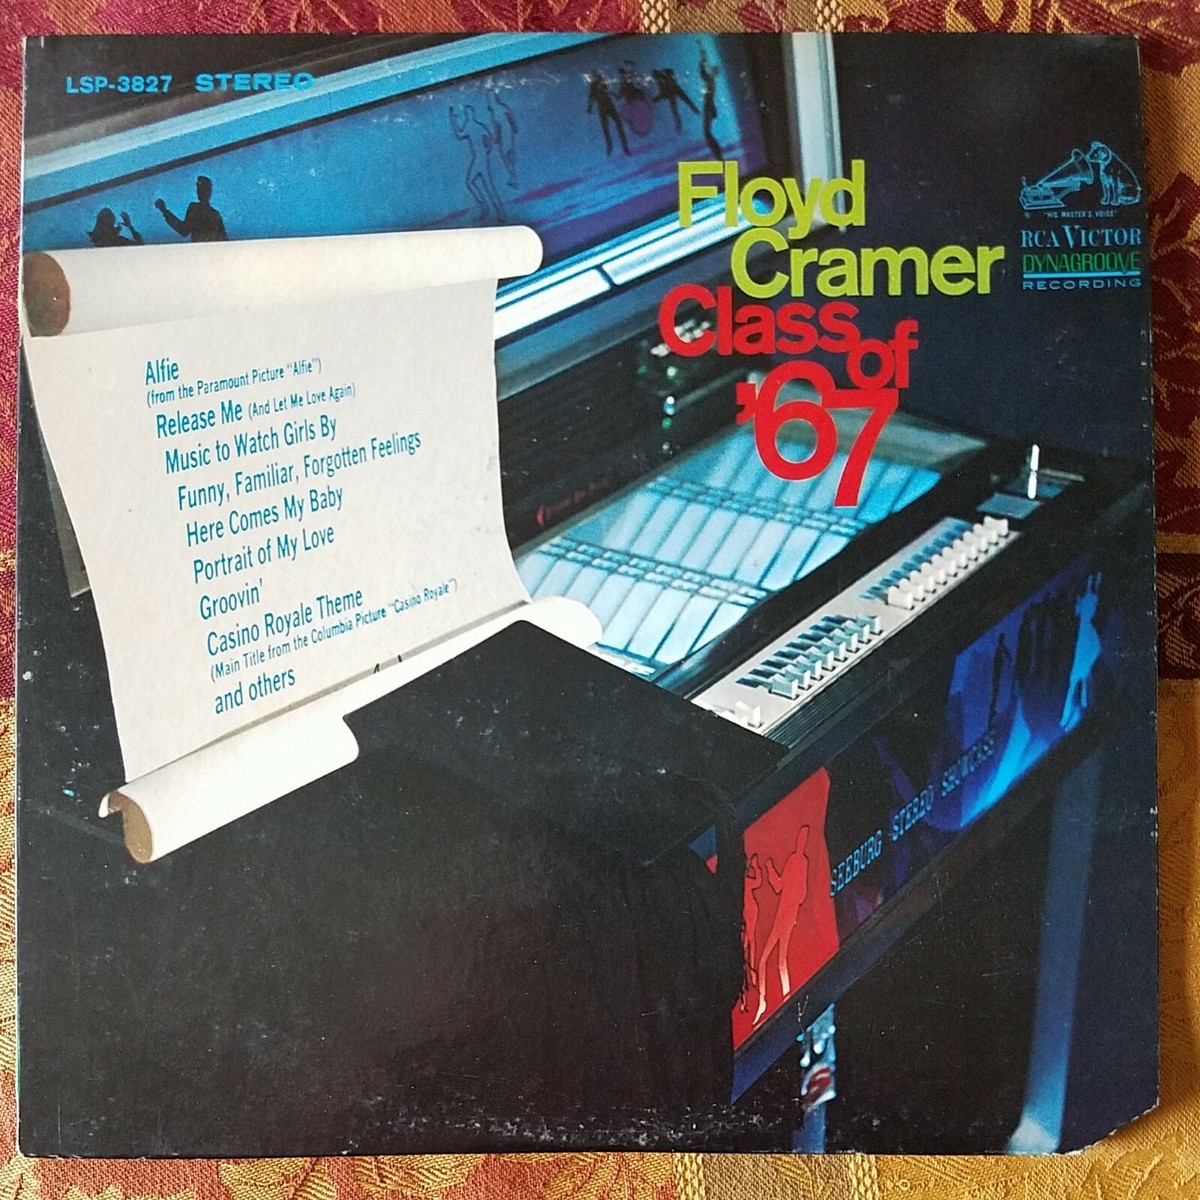 LSP-3827 STEREO
Floyd
Cramer
Class of
'67
"HIS MASTER'S VOICE"
®
RCA VICTOR
DYNAGROOVE
RECORDING
Alfie
(from the Paramount Picture "Alfie")
Release Me (And Let Me Love Again)
Music to Watch Girls By
Funny, Familiar, Forgotten Feelings
Here Comes My Baby
Portrait of My Love
Groovin'
Casino Royale Theme
(Main Title from the Columbia Picture "Casino Royale")
and others
SEEBURG STEREO SHOWCASE